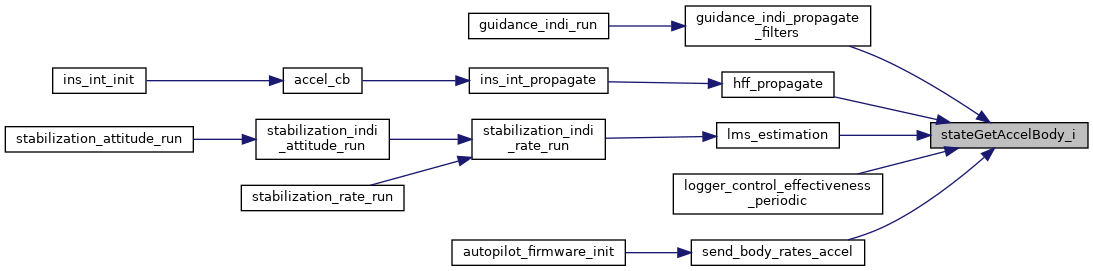 guidance_indi_run
guidance_indi_propagate
_filters
ins_int_init
accel_cb
ins_int_propagate
hff_propagate
stabilization_attitude_run
stabilization_indi
_attitude_run
stabilization_indi
_rate_run
lms_estimation
stateGetAccelBody_i
stabilization_rate_run
logger_control_effectiveness
_periodic
autopilot_firmware_init
send_body_rates_accel